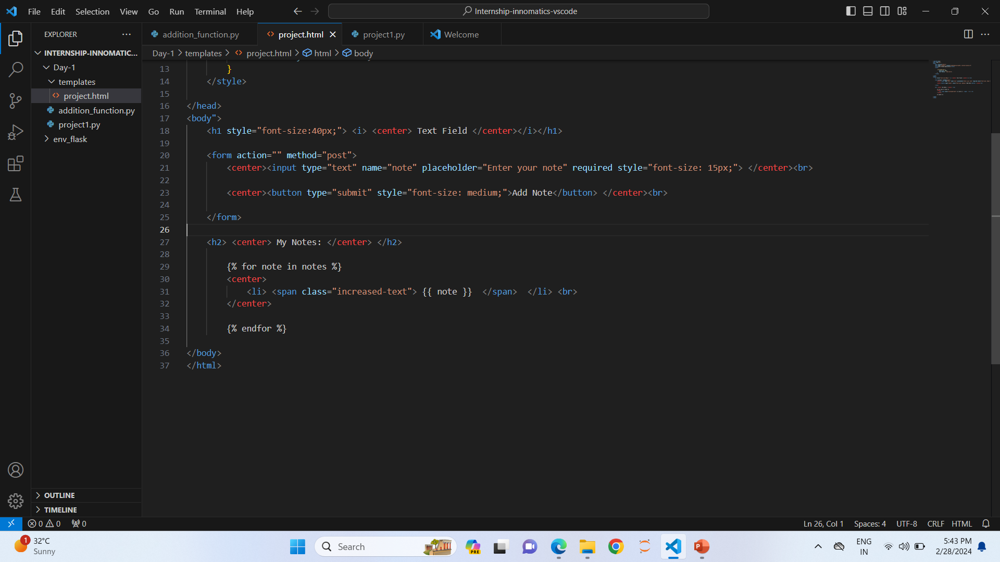 File Edit Selection View Go Run Terminal Help
Internship-innomatics-vscode
EXPLORER
addition_function.py
project.html
project1.py
Welcome
INTERNSHIP-INNOMATIC...
Day-1
templates
project.html
addition_function.py
project1.py
env_flask
OUTLINE
TIMELINE
Day-1 > templates > project.html > html > body
13 }
14 </style>
15
16 </head>
17 <body">
18 <h1 style="font-size:40px;"> <i> <center> Text Field </center></i></h1>
19
20 <form action="" method="post">
21 <center><input type="text" name="note" placeholder="Enter your note" required style="font-size: 15px;"> </center><br>
22
23 <center><button type="submit" style="font-size: medium;">Add Note</button> </center><br>
24
25 </form>
26
27 <h2> <center> My Notes: </center> </h2>
28
29 {% for note in notes %}
30 <center>
31 <li> <span class="increased-text"> {{ note }}  </span>  </li> <br>
32 </center>
33
34 {% endfor %}
35
36 </body>
37 </html>
0 0 0
Ln 26, Col 1 Spaces: 4 UTF-8 CRLF HTML
1
32°C
Sunny
Search
PRE
ENG
IN
5:43 PM
2/28/2024